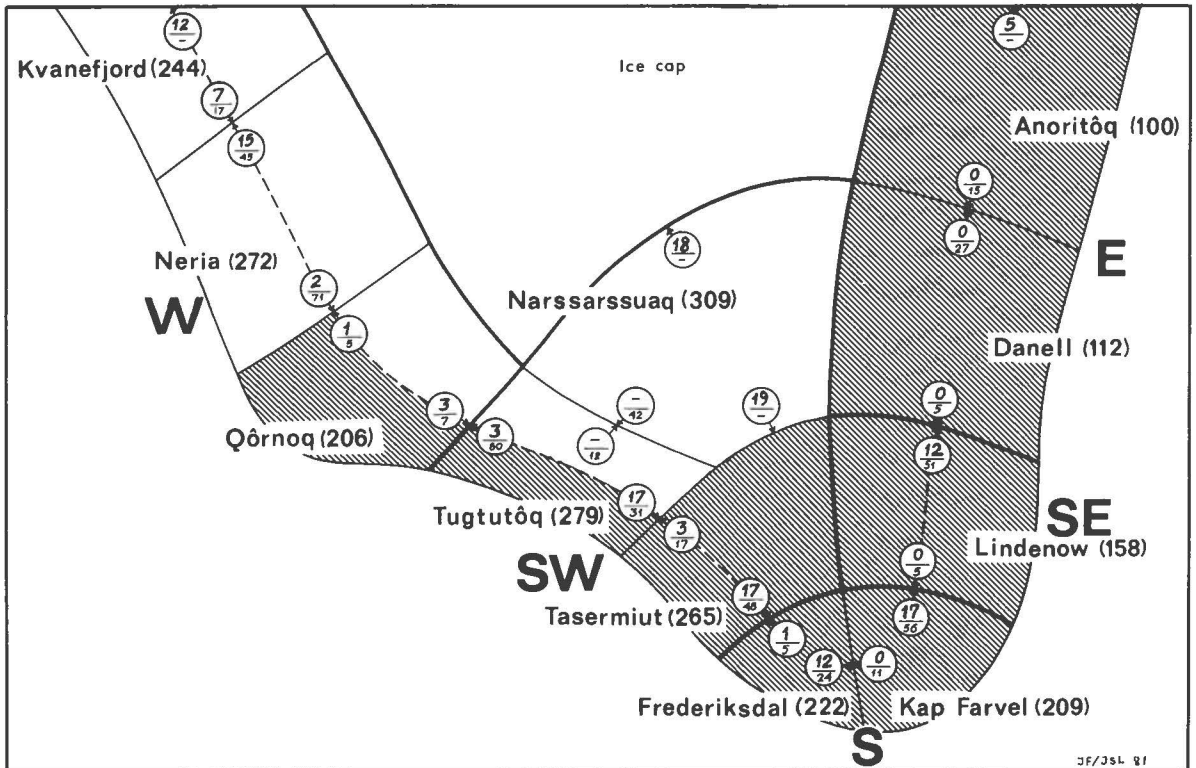 12
-
5
-
Kvanefjord (244)
Ice cap
7
17
Anoritôq (100)
15
45
0
15
0
27
18
-
Neria (272)
E
W
2
71
Narssarssuaq (309)
1
5
Danell (112)
3
7
-
42
19
-
0
5
Qôrnoq (206)
3
60
-
18
12
51
17
31
Tugtutôq (279)
SE
3
17
Lindenow (158)
SW
0
5
17
48
17
56
Tasermiut (265)
1
5
12
24
0
11
Frederiksdal (222)
Kap Farvel (209)
S
JF/JSL 81